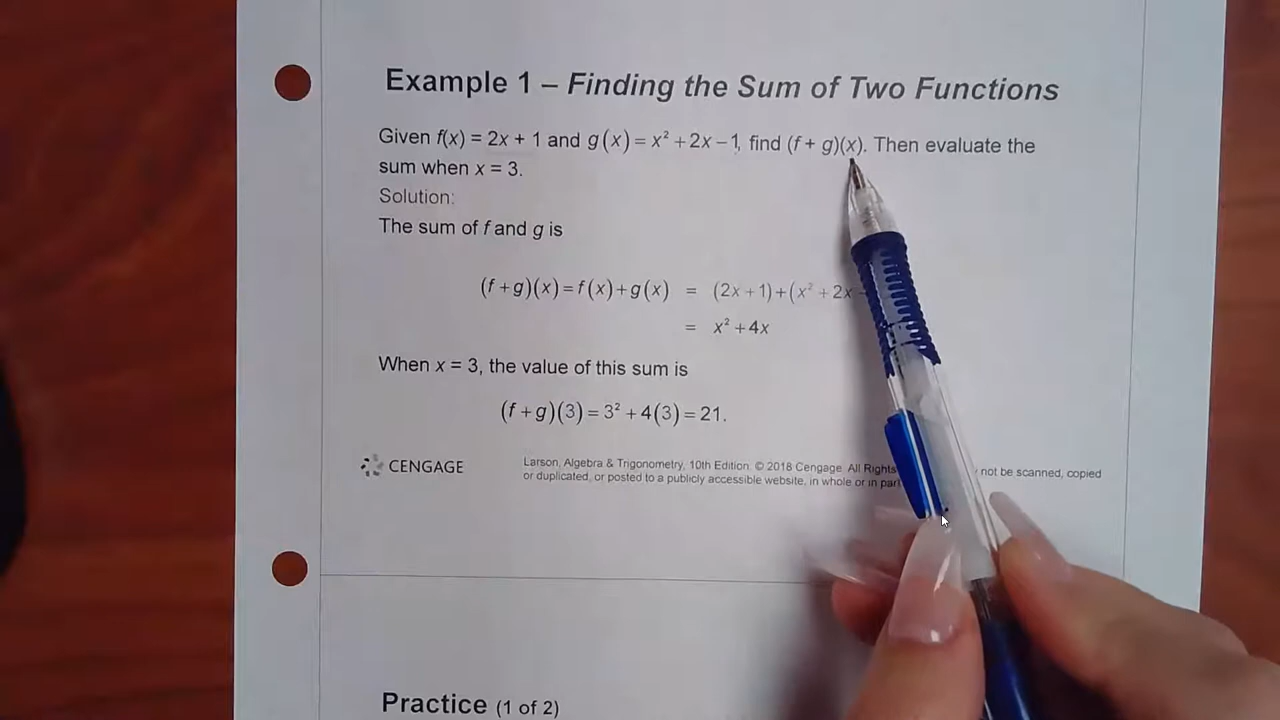 Example 1 – Finding the Sum of Two Functions
Given f(x) = 2x + 1 and g(x) = x² + 2x − 1, find (f + g)(x). Then evaluate the
sum when x = 3.
Solution:
The sum of f and g is
(f + g)(x) = f(x) + g(x) = (2x + 1) + (x² + 2x
= x² + 4x
When x = 3, the value of this sum is
(f + g)(3) = 3² + 4(3) = 21.
CENGAGE
Larson, Algebra & Trigonometry, 10th Edition. © 2018 Cengage. All Rights not be scanned, copied
or duplicated, or posted to a publicly accessible website, in whole or in part
Practice (1 of 2)